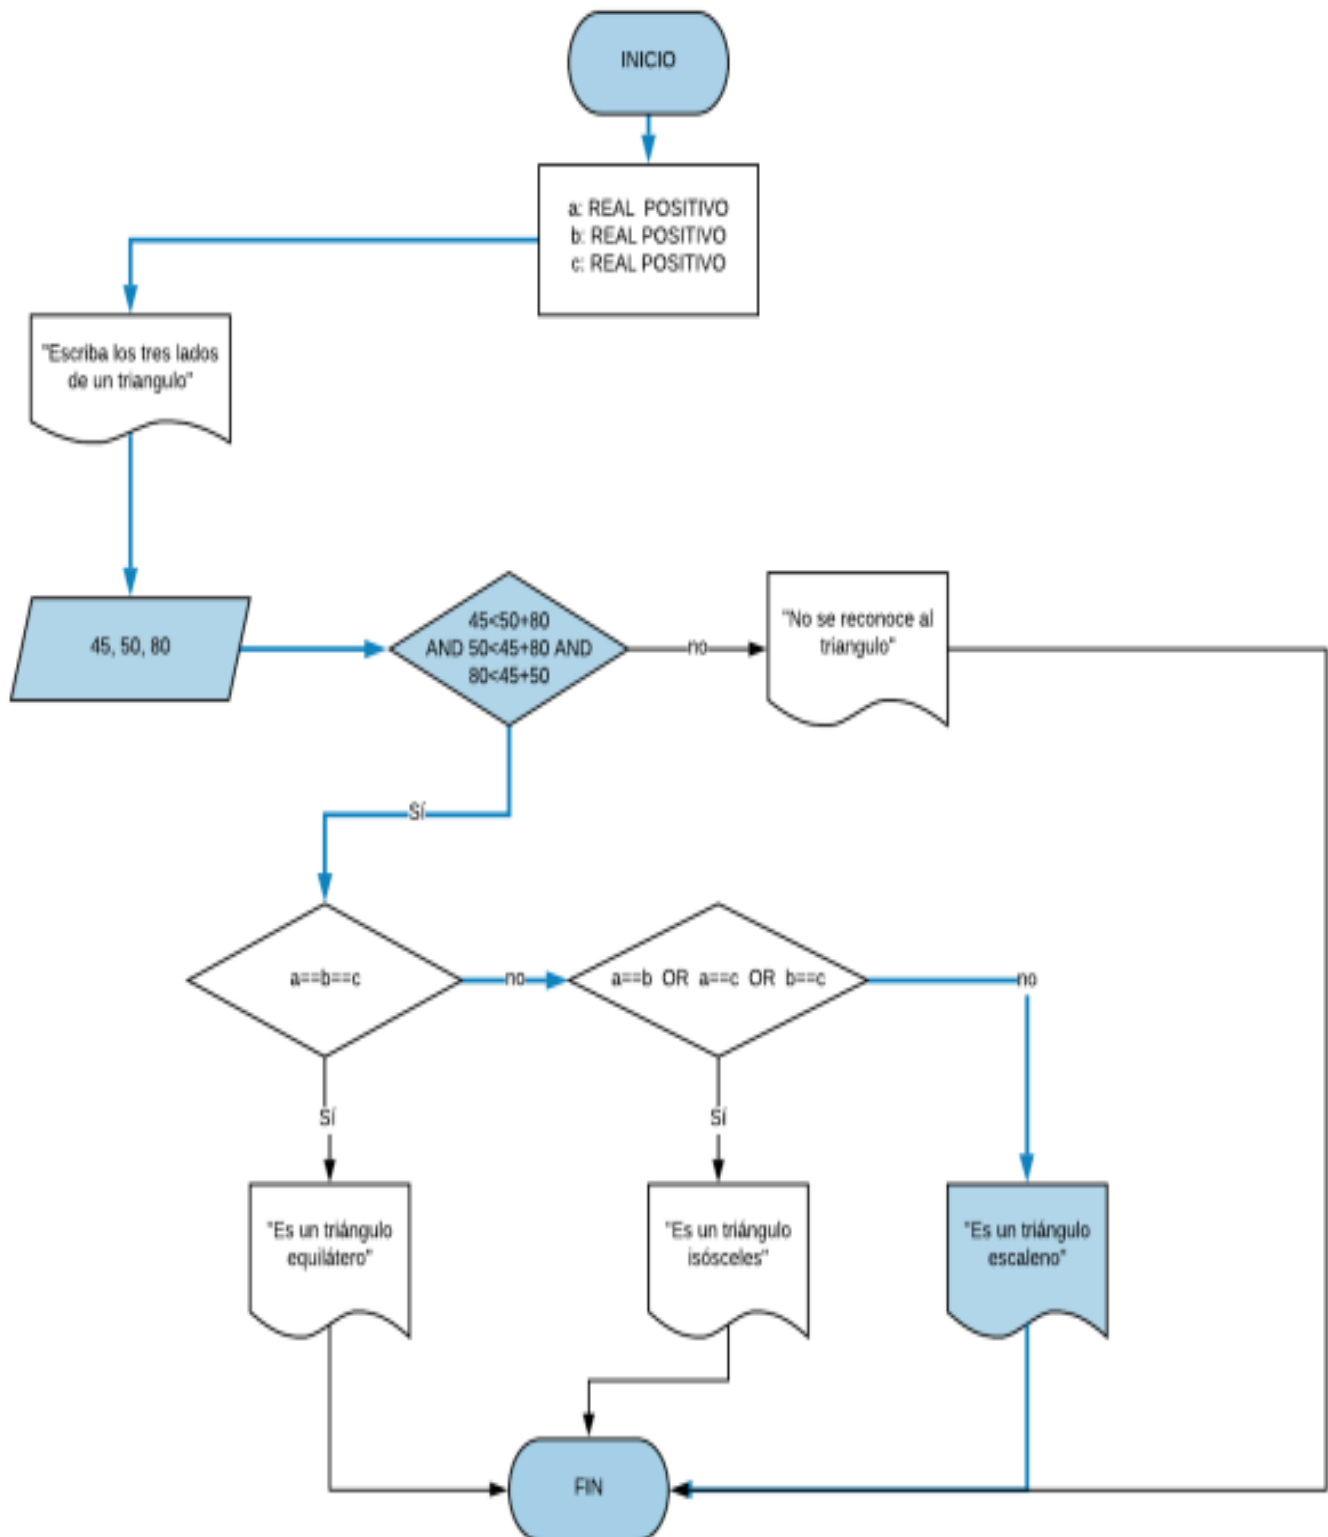 INICIO
a: REAL  POSITIVO
b: REAL POSITIVO
c: REAL POSITIVO
"Escriba los tres lados
de un triangulo"
45, 50, 80
45<50+80
AND 50<45+80 AND
80<45+50
no
"No se reconoce al
triangulo"
Sí
a==b==c
no
a==b  OR  a==c  OR  b==c
no
Sí
Sí
"Es un triángulo
equilátero"
"Es un triángulo
isósceles"
"Es un triángulo
escaleno"
FIN